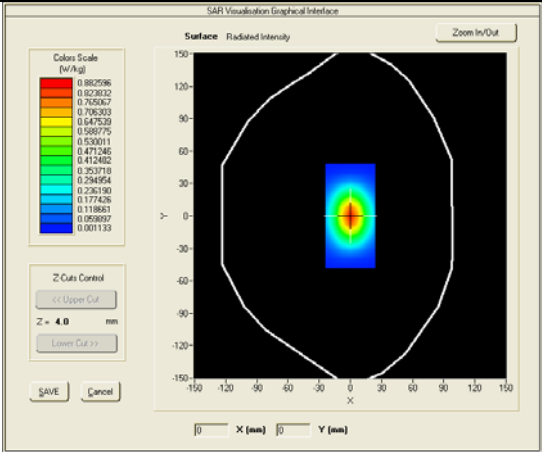 SAR Visualisation Graphical Interface
Surface Radiated Intensity
Zoom In/Out
Colors Scale
(W/kg)
0.882596
0.823832
0.765067
0.706303
0.647539
0.588775
0.530011
0.471246
0.412482
0.353718
0.294954
0.236190
0.177426
0.118661
0.059897
0.001133
Z-Cuts Control
<< Upper Cut
Z = 4.0 mm
Lower Cut >>
SAVE Cancel
150-
120-
90-
60-
30-
Y 0-
-30-
-60-
-90-
-120-
-150-
-150 -120 -90 -60 -30 0 30 60 90 120 150
X
0 X (mm) 0 Y (mm)